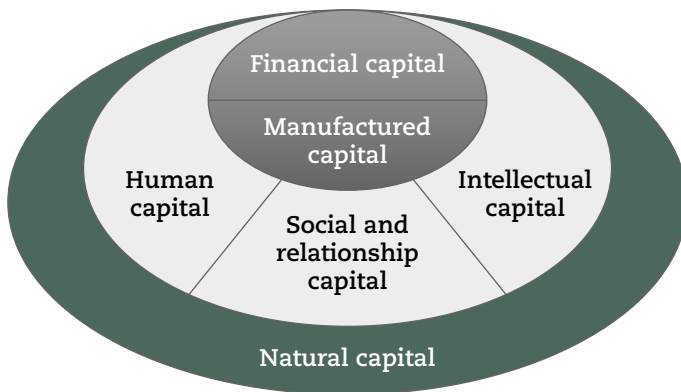 Financial capital
Manufactured
capital
Human
capital
Social and
relationship
capital
Intellectual
capital
Natural capital